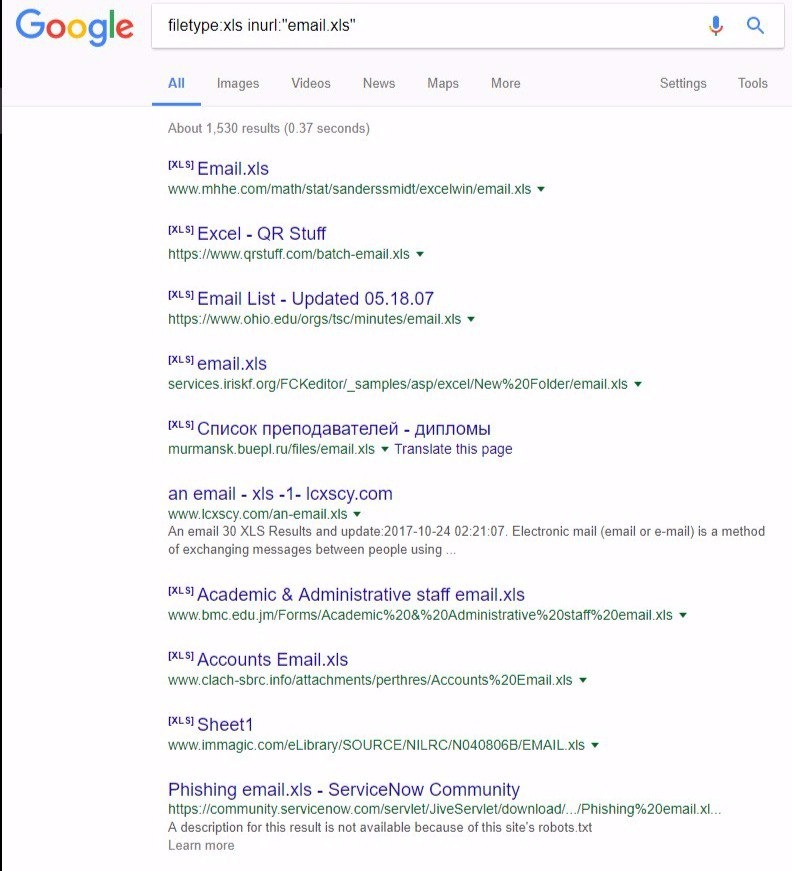 Google
filetype:xls inurl:"email.xls"
All Images Videos News Maps More Settings Tools
About 1,530 results (0.37 seconds)
[XLS] Email.xls
www.mhhe.com/math/stat/sanderssmidt/excelwin/email.xls
[XLS] Excel - QR Stuff
https://www.qrstuff.com/batch-email.xls
[XLS] Email List - Updated 05.18.07
https://www.ohio.edu/orgs/tsc/minutes/email.xls
[XLS] email.xls
services.iriskf.org/FCKeditor/_samples/asp/excel/New%20Folder/email.xls
[XLS] Список преподавателей - дипломы
murmansk.buepl.ru/files/email.xls Translate this page
an email - xls -1- lcxscy.com
www.lcxscy.com/an-email.xls
An email 30 XLS Results and update:2017-10-24 02:21:07. Electronic mail (email or e-mail) is a method
of exchanging messages between people using ...
[XLS] Academic & Administrative staff email.xls
www.bmc.edu.jm/Forms/Academic%20&%20Administrative%20staff%20email.xls
[XLS] Accounts Email.xls
www.clach-sbrc.info/attachments/perthres/Accounts%20Email.xls
[XLS] Sheet1
www.immagic.com/eLibrary/SOURCE/NILRC/N040806B/EMAIL.xls
Phishing email.xls - ServiceNow Community
https://community.servicenow.com/servlet/JiveServlet/download/.../Phishing%20email.xl...
A description for this result is not available because of this site's robots.txt
Learn more